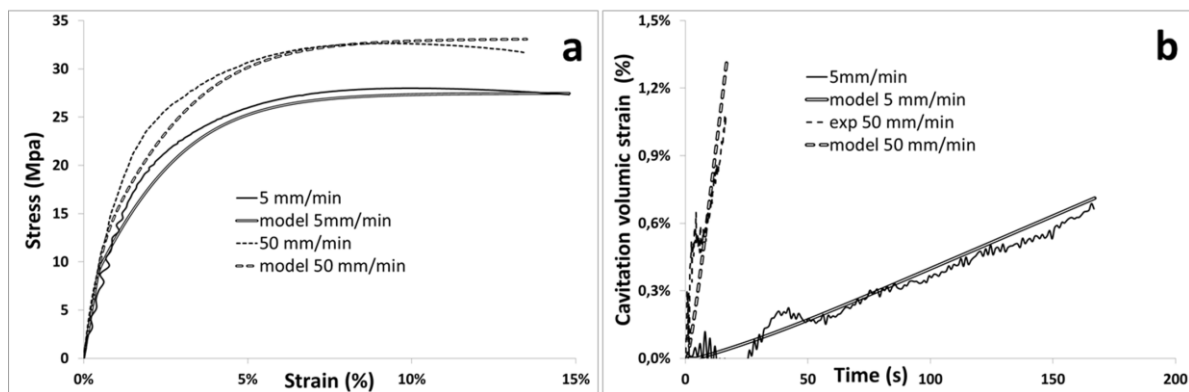 a
Stress (Mpa)
35
30
25
20
15
10
5
0
5 mm/min
model 5mm/min
50 mm/min
model 50 mm/min
0%
5%
10%
15%
Strain (%)
b
Cavitation volumic strain (%)
1,5%
1,2%
0,9%
0,6%
0,3%
0,0%
5mm/min
model 5 mm/min
exp 50 mm/min
model 50 mm/min
0
50
100
150
200
Time (s)